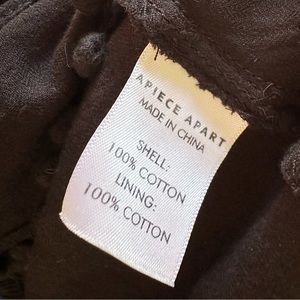 APIECE APART
MADE IN CHINA
SHELL:
100% COTTON
LINING:
100% COTTON